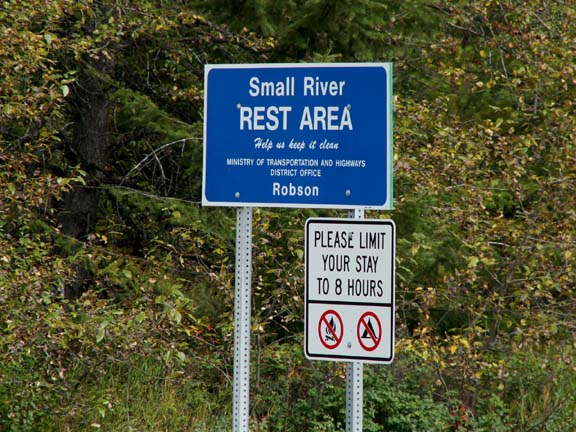 Small River
REST AREA
Help us keep it clean
MINISTRY OF TRANSPORTATION AND HIGHWAYS
DISTRICT OFFICE
Robson
PLEASE LIMIT
YOUR STAY
TO 8 HOURS